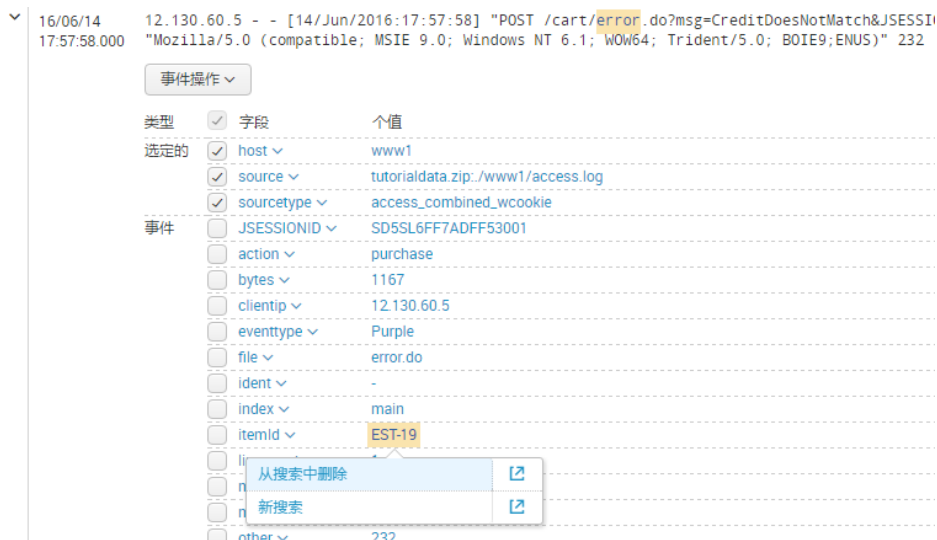 16/06/14 12.130.60.5 - - [14/Jun/2016:17:57:58] "POST /cart/error.do?msg=CreditDoesNotMatch&JSESSI
17:57:58.000 "Mozilla/5.0 (compatible; MSIE 9.0; Windows NT 6.1; WOW64; Trident/5.0; BOIE9;ENUS)" 232
事件操作
类型 字段 个值
选定的 host www1
source tutorialdata.zip:./www1/access.log
sourcetype access_combined_wcookie
事件 JSESSIONID SD5SL6FF7ADFF53001
action purchase
bytes 1167
clientip 12.130.60.5
eventtype Purple
file error.do
ident -
index main
itemId EST-19
从搜索中删除
新搜索
other 232